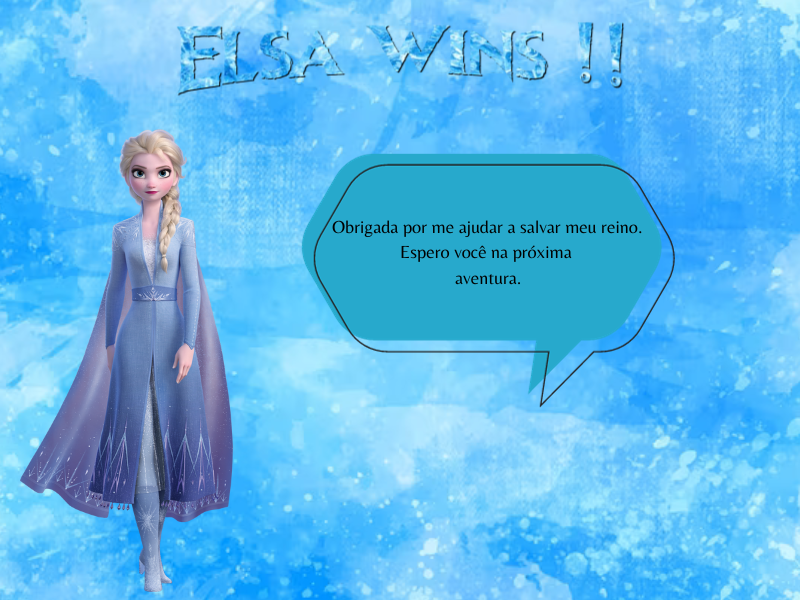 ELSA WINS !!
Obrigada por me ajudar a salvar meu reino.
Espero você na próxima
aventura.